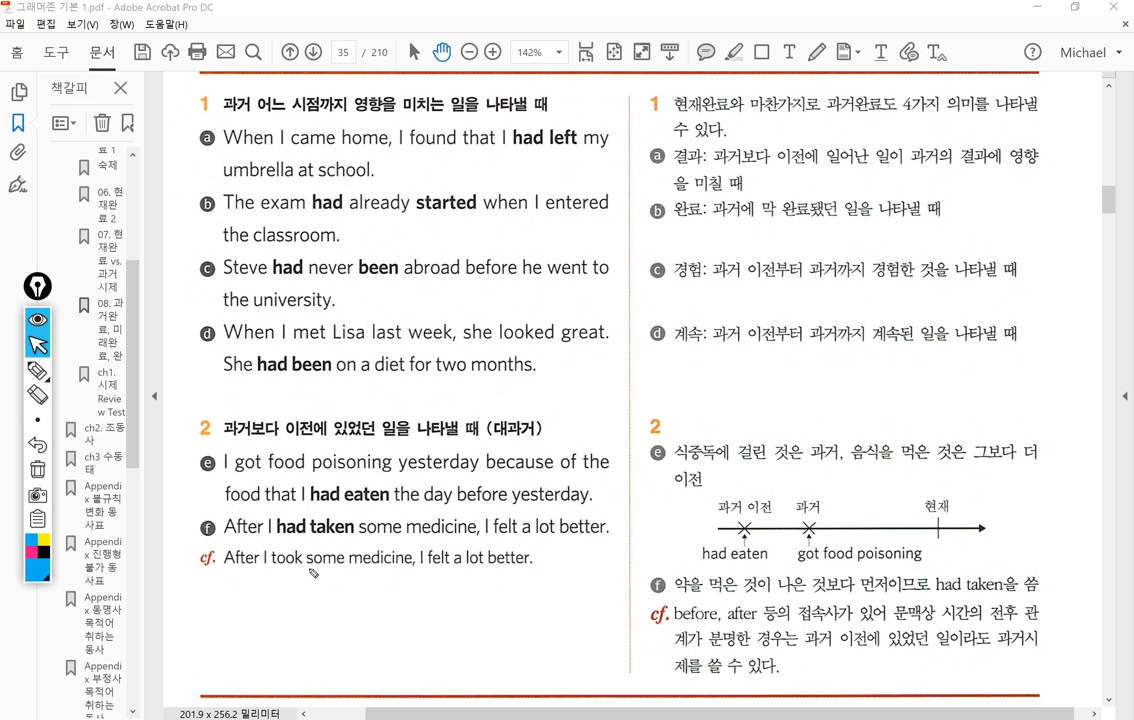 그래머존 기본 1.pdf - Adobe Acrobat Pro DC
파일 편집 보기(V) 창(W) 도움말(H)
홈 도구 문서 35 / 210 142% Michael
책갈피
료 1
숙제
06. 현
재완
료 2
07. 현
재완
료 vs.
과거
시제
08. 과
거완
료, 미
래완
료, 완
ch1.
시제
Revie
w Test
ch2. 조동
사
ch3 수동
태
Appendi
x 불규칙
변화 동
사표
Appendi
x 진행형
불가 동
사표
Appendi
x 동명사
목적어
취하는
동사
Appendi
x 부정사
목적어
취하는
1 과거 어느 시점까지 영향을 미치는 일을 나타낼 때
a When I came home, I found that I had left my
umbrella at school.
b The exam had already started when I entered
the classroom.
c Steve had never been abroad before he went to
the university.
d When I met Lisa last week, she looked great.
She had been on a diet for two months.
2 과거보다 이전에 있었던 일을 나타낼 때 (대과거)
e I got food poisoning yesterday because of the
food that I had eaten the day before yesterday.
f After I had taken some medicine, I felt a lot better.
cf. After I took some medicine, I felt a lot better.
1 현재완료와 마찬가지로 과거완료도 4가지 의미를 나타낼
수 있다.
a 결과: 과거보다 이전에 일어난 일이 과거의 결과에 영향
을 미칠 때
b 완료: 과거에 막 완료됐던 일을 나타낼 때
c 경험: 과거 이전부터 과거까지 경험한 것을 나타낼 때
d 계속: 과거 이전부터 과거까지 계속된 일을 나타낼 때
2
e 식중독에 걸린 것은 과거, 음식을 먹은 것은 그보다 더
이전
과거 이전 과거 현재
had eaten got food poisoning
f 약을 먹은 것이 나은 것보다 먼저이므로 had taken을 씀
cf. before, after 등의 접속사가 있어 문맥상 시간의 전후 관
계가 분명한 경우는 과거 이전에 있었던 일이라도 과거시
제를 쓸 수 있다.
201.9 x 256.2 밀리미터